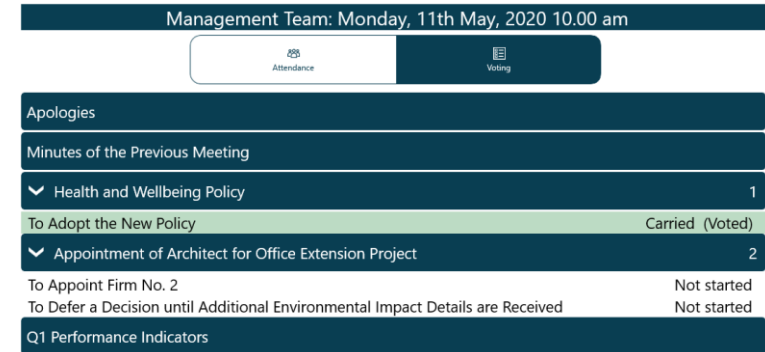 Management Team: Monday, 11th May, 2020 10.00 am
Attendance Voting
Apologies
Minutes of the Previous Meeting
Health and Wellbeing Policy 1
To Adopt the New Policy Carried (Voted)
Appointment of Architect for Office Extension Project 2
To Appoint Firm No. 2 Not started
To Defer a Decision until Additional Environmental Impact Details are Received Not started
Q1 Performance Indicators